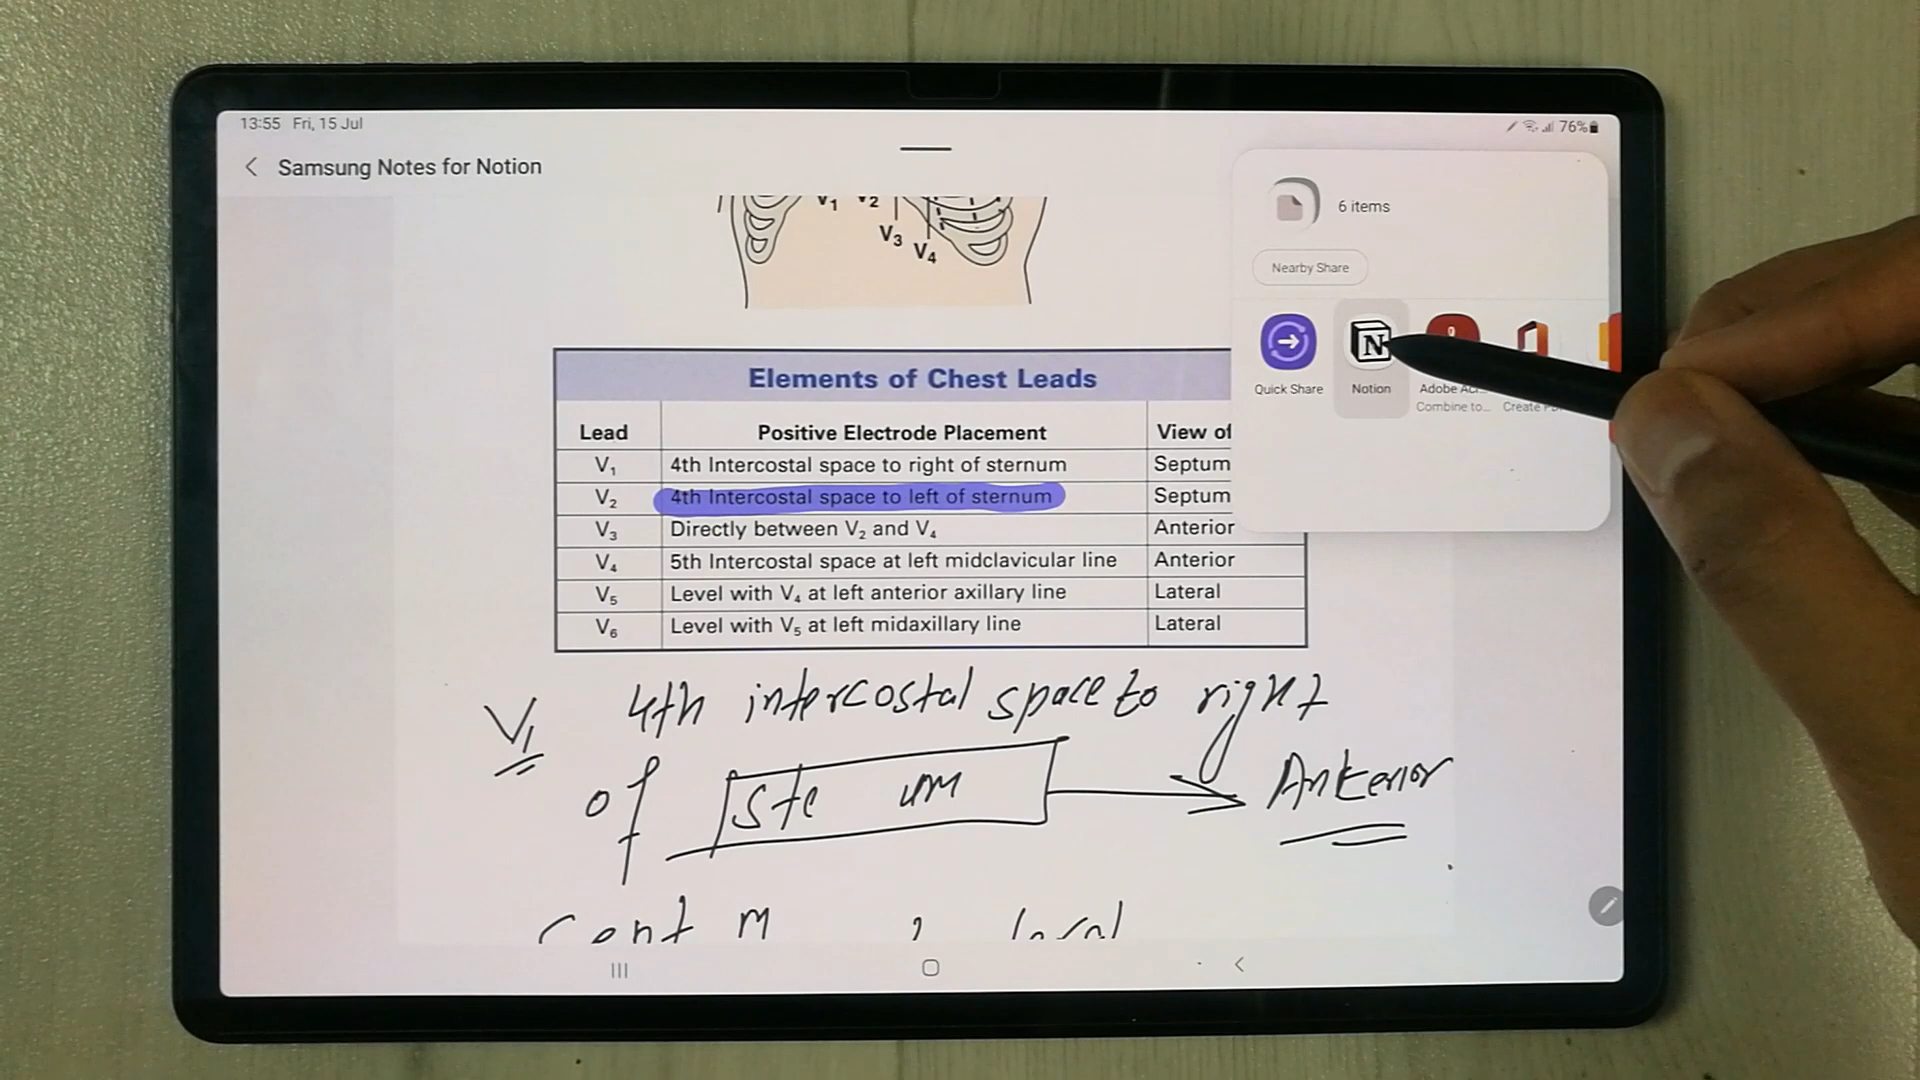 13:55 Fri, 15 Jul
76%
Samsung Notes for Notion
6 items
Nearby Share
Quick Share
Notion
Adobe Ac...
Combine to...
V1 V2
V3
V4
Elements of Chest Leads
Lead Positive Electrode Placement View of
V1 4th Intercostal space to right of sternum Septum
V2 4th Intercostal space to left of sternum Septum
V3 Directly between V2 and V4 Anterior
V4 5th Intercostal space at left midclavicular line Anterior
V5 Level with V4 at left anterior axillary line Lateral
V6 Level with V5 at left midaxillary line Lateral
V1 4th intercostal space to right
of Ste um Anterior